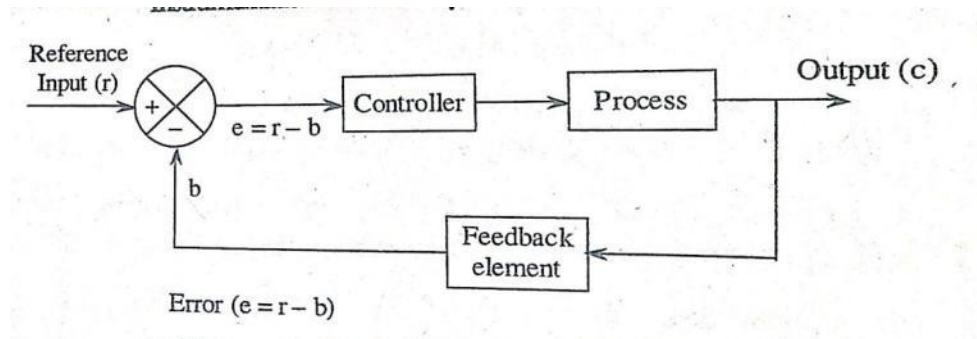 Reference
Input (r)
+
−
e = r − b
Controller
Process
Output (c)
b
Feedback
element
Error (e = r − b)